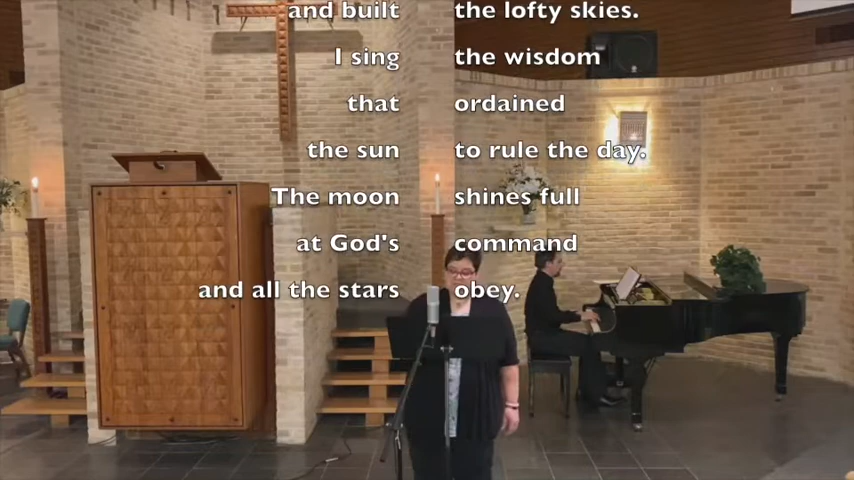 and built the lofty skies.
I sing the wisdom
that ordained
the sun to rule the day.
The moon shines full
at God's command
and all the stars obey.